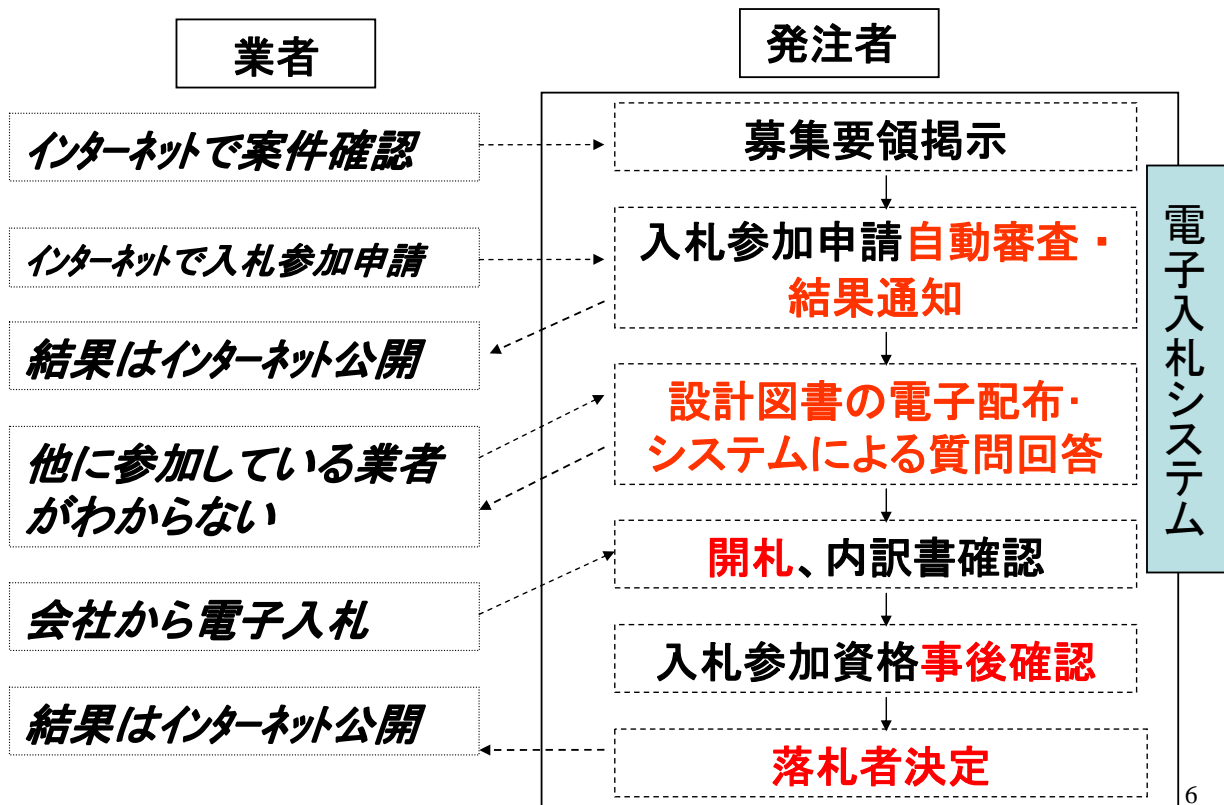 業者
発注者
インターネットで案件確認
募集要領掲示
インターネットで入札参加申請
入札参加申請自動審査・
結果通知
結果はインターネット公開
設計図書の電子配布・
システムによる質問回答
他に参加している業者
がわからない
開札、内訳書確認
会社から電子入札
入札参加資格事後確認
結果はインターネット公開
落札者決定
電子入札システム
6